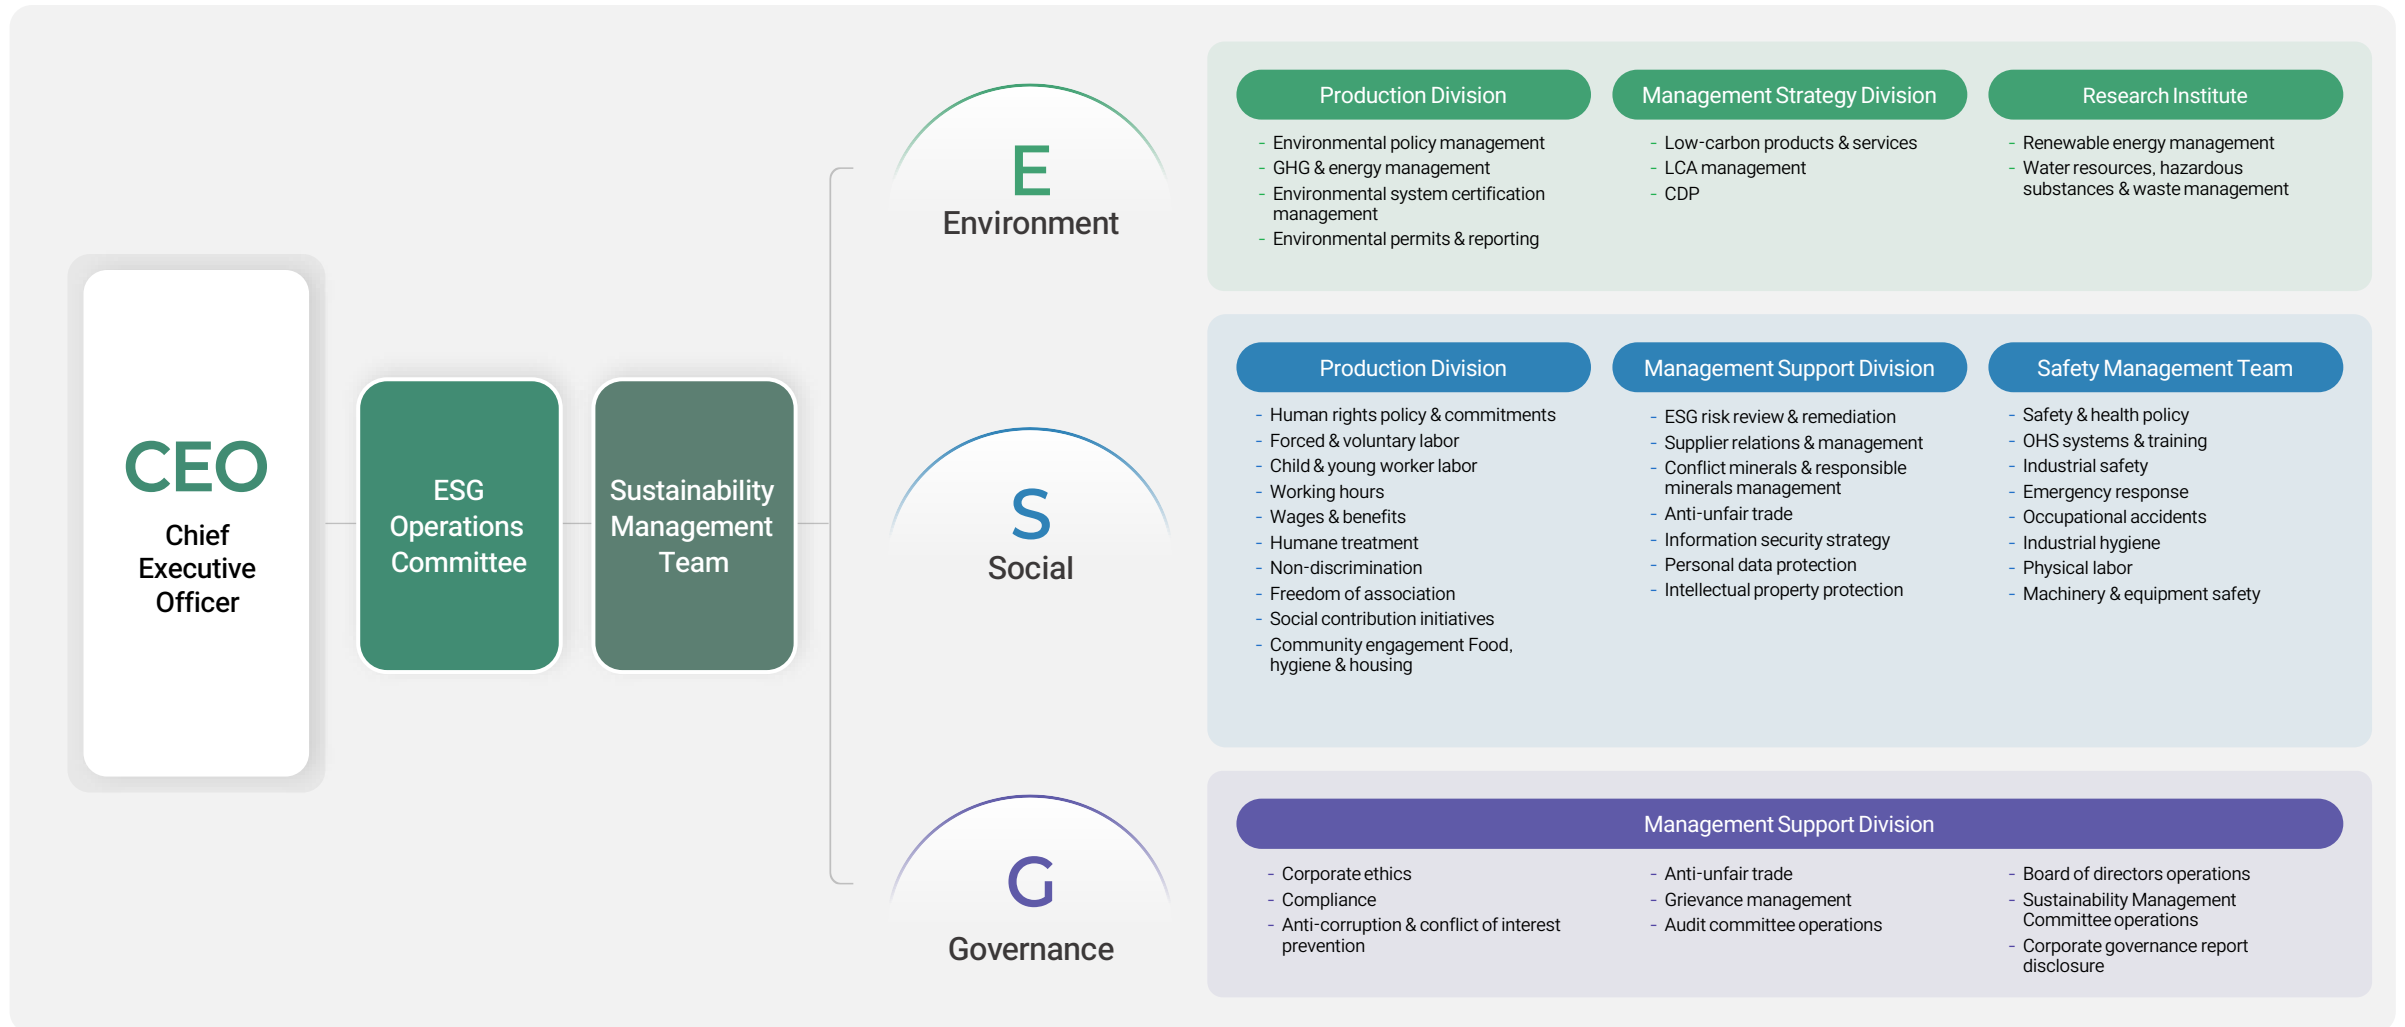 CEO
Chief
Executive
Officer
ESG
Operations
Committee
Sustainability
Management
Team
E
Environment
Production Division
- Environmental policy management
- GHG & energy management
- Environmental system certification
management
- Environmental permits & reporting
Management Strategy Division
- Low-carbon products & services
- LCA management
- CDP
Research Institute
- Renewable energy management
- Water resources, hazardous
substances & waste management
S
Social
Production Division
- Human rights policy & commitments
- Forced & voluntary labor
- Child & young worker labor
- Working hours
- Wages & benefits
- Humane treatment
- Non-discrimination
- Freedom of association
- Social contribution initiatives
- Community engagement Food,
hygiene & housing
Management Support Division
- ESG risk review & remediation
- Supplier relations & management
- Conflict minerals & responsible
minerals management
- Anti-unfair trade
- Information security strategy
- Personal data protection
- Intellectual property protection
Safety Management Team
- Safety & health policy
- OHS systems & training
- Industrial safety
- Emergency response
- Occupational accidents
- Industrial hygiene
- Physical labor
- Machinery & equipment safety
G
Governance
Management Support Division
- Corporate ethics
- Compliance
- Anti-corruption & conflict of interest
prevention
- Anti-unfair trade
- Grievance management
- Audit committee operations
- Board of directors operations
- Sustainability Management
Committee operations
- Corporate governance report
disclosure